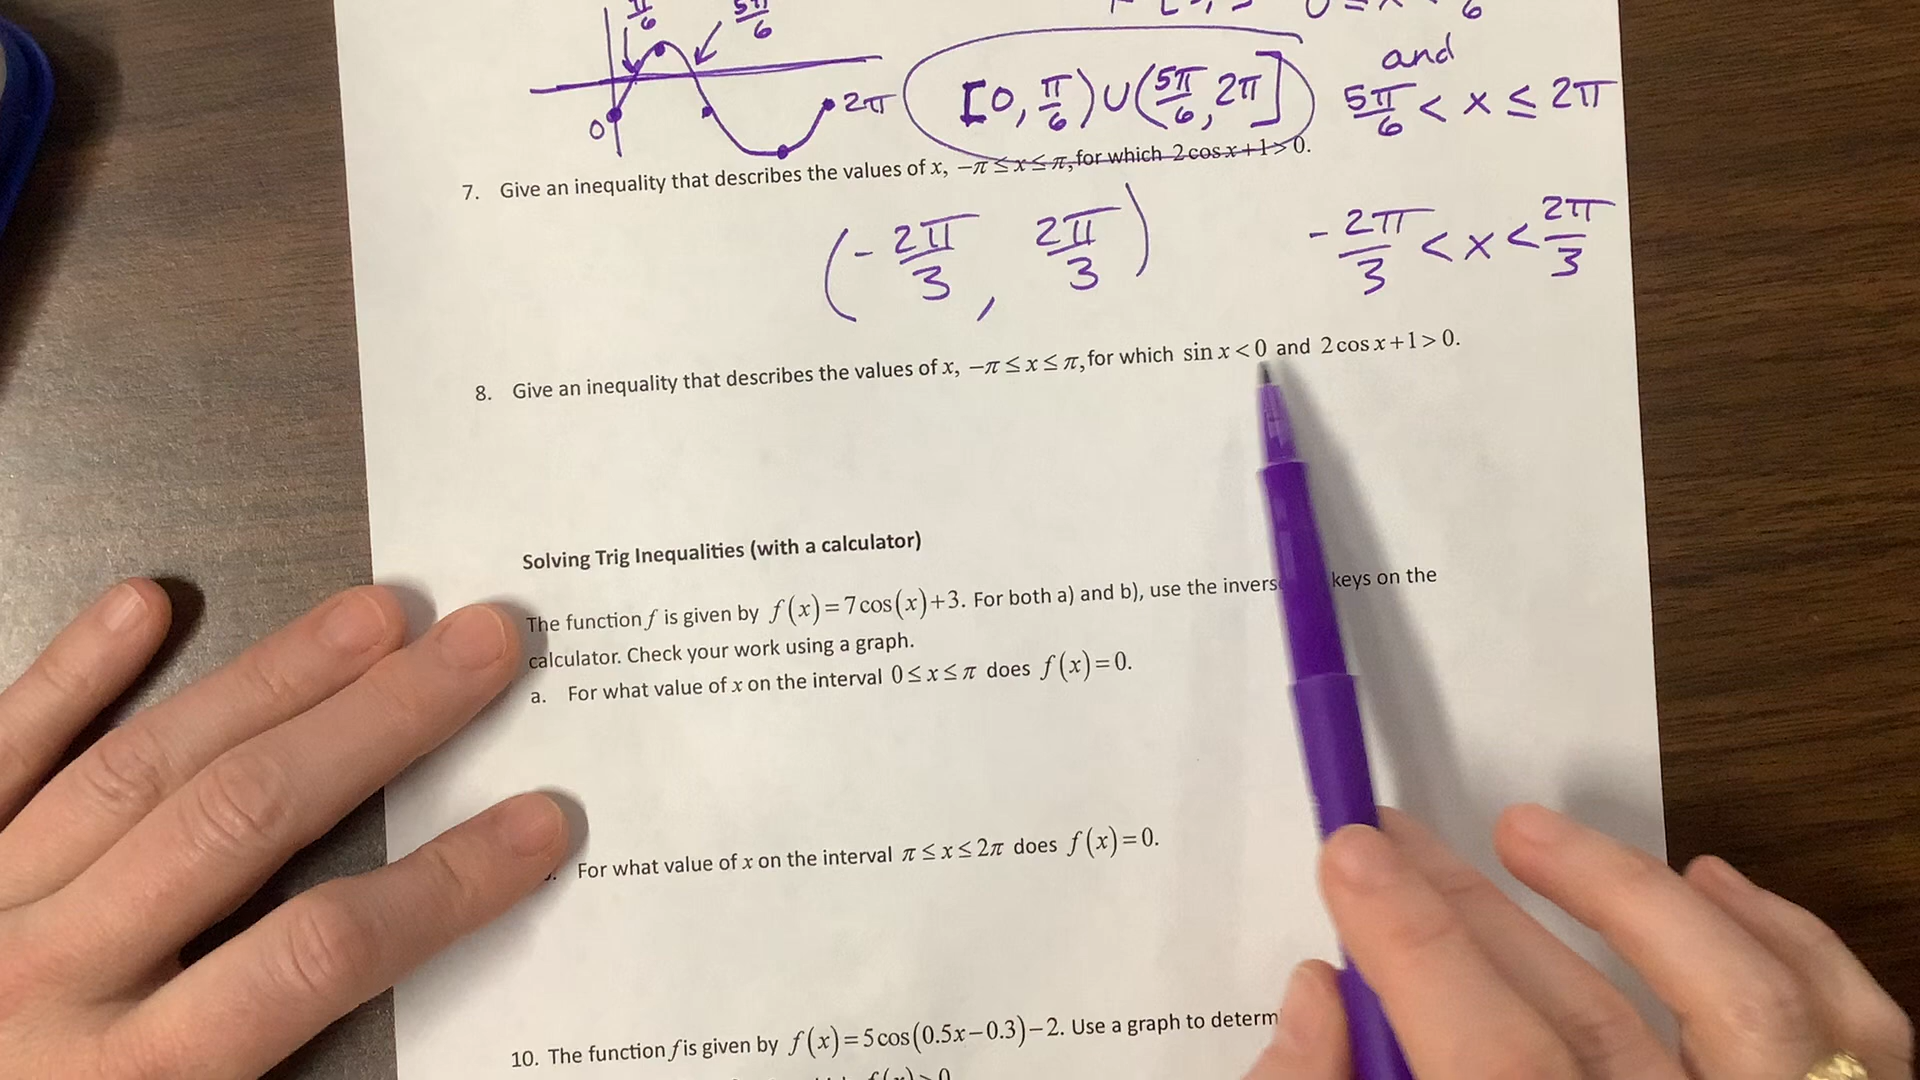 π/6 5π/6
and
0 2π [0, π/6) ∪ (5π/6, 2π] 5π/6 < x ≤ 2π
7. Give an inequality that describes the values of x, −π ≤ x ≤ π, for which 2cos x+1>0.
(-2π/3, 2π/3) -2π/3 < x < 2π/3
8. Give an inequality that describes the values of x, −π ≤ x ≤ π, for which sin x < 0 and 2cos x+1 > 0.
Solving Trig Inequalities (with a calculator)
The function f is given by f(x)=7cos(x)+3. For both a) and b), use the invers keys on the
calculator. Check your work using a graph.
a. For what value of x on the interval 0≤x≤π does f(x)=0.
For what value of x on the interval π≤x≤2π does f(x)=0.
10. The function f is given by f(x)=5cos(0.5x−0.3)−2. Use a graph to determ